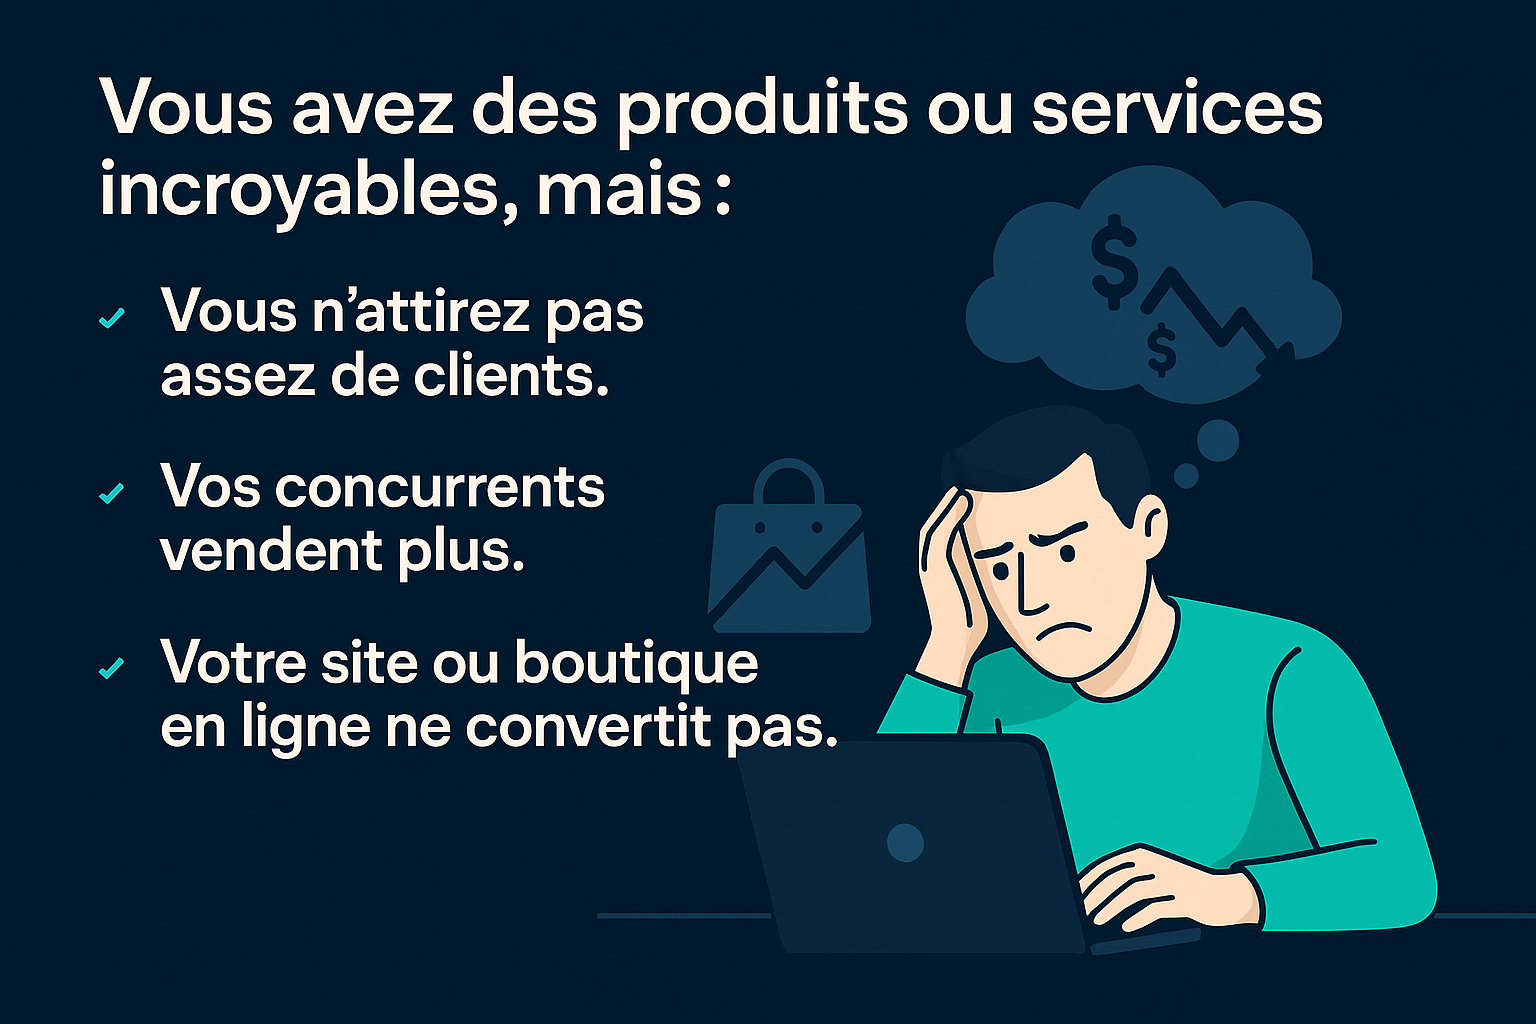 Vous avez des produits ou services
incroyables, mais :
Vous n’attirez pas
assez de clients.
Vos concurrents
vendent plus.
Votre site ou boutique
en ligne ne convertit pas.
$
$